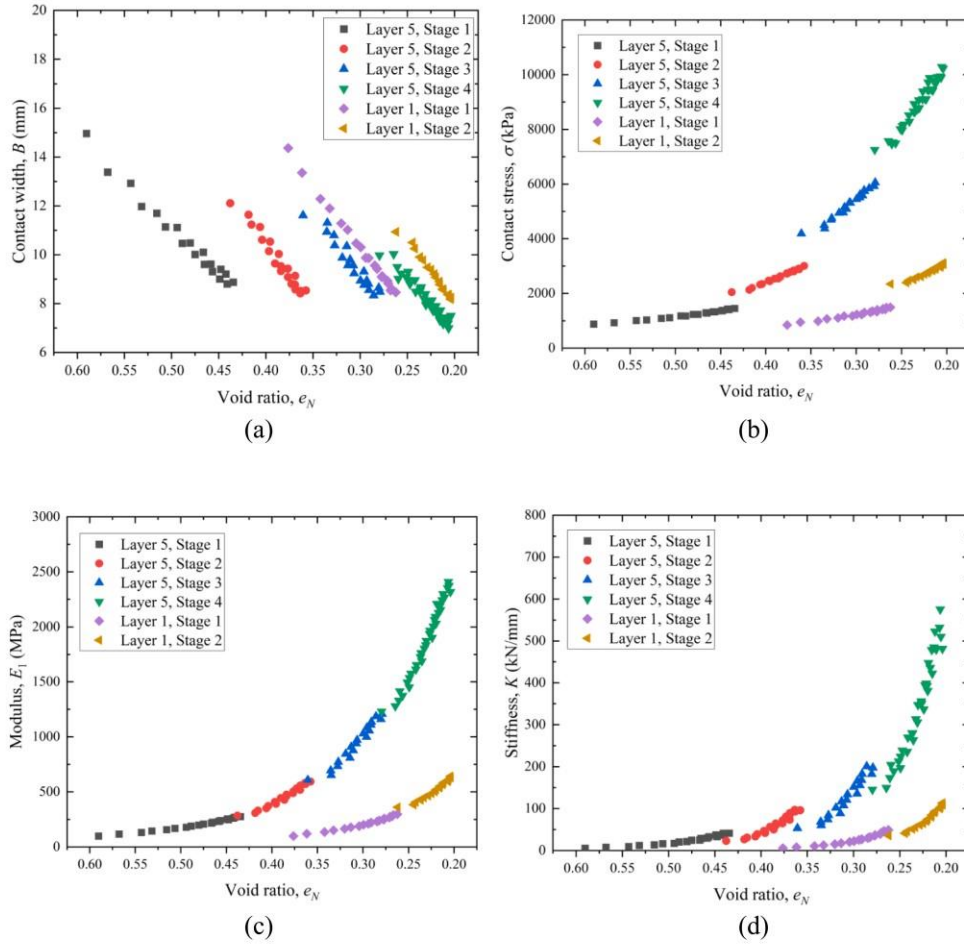 20
18
16
14
12
10
8
6
Contact width, B (mm)
Layer 5, Stage 1
Layer 5, Stage 2
Layer 5, Stage 3
Layer 5, Stage 4
Layer 1, Stage 1
Layer 1, Stage 2
0.60 0.55 0.50 0.45 0.40 0.35 0.30 0.25 0.20
Void ratio, e_N
(a)
12000
10000
8000
6000
4000
2000
0
Contact stress, σ (kPa)
Layer 5, Stage 1
Layer 5, Stage 2
Layer 5, Stage 3
Layer 5, Stage 4
Layer 1, Stage 1
Layer 1, Stage 2
0.60 0.55 0.50 0.45 0.40 0.35 0.30 0.25 0.20
Void ratio, e_N
(b)
3000
2500
2000
1500
1000
500
0
Modulus, E_1 (MPa)
Layer 5, Stage 1
Layer 5, Stage 2
Layer 5, Stage 3
Layer 5, Stage 4
Layer 1, Stage 1
Layer 1, Stage 2
0.60 0.55 0.50 0.45 0.40 0.35 0.30 0.25 0.20
Void ratio, e_N
(c)
800
700
600
500
400
300
200
100
0
Stiffness, K (kN/mm)
Layer 5, Stage 1
Layer 5, Stage 2
Layer 5, Stage 3
Layer 5, Stage 4
Layer 1, Stage 1
Layer 1, Stage 2
0.60 0.55 0.50 0.45 0.40 0.35 0.30 0.25 0.20
Void ratio, e_N
(d)